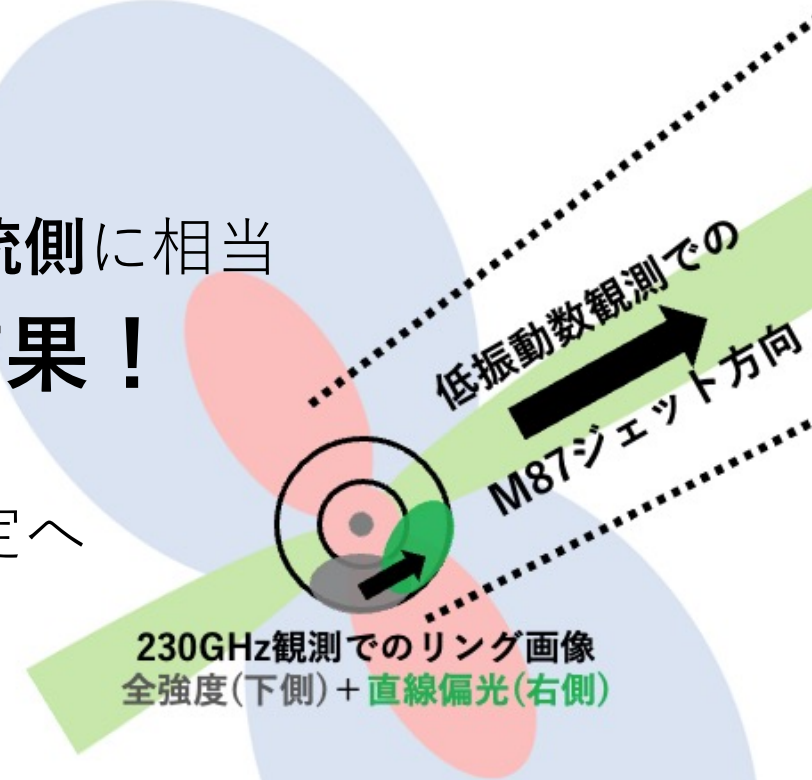 流側に相当
果！
定へ
低振動数観測での
M87ジェット方向
230GHz観測でのリング画像
全強度(下側)＋直線偏光(右側)